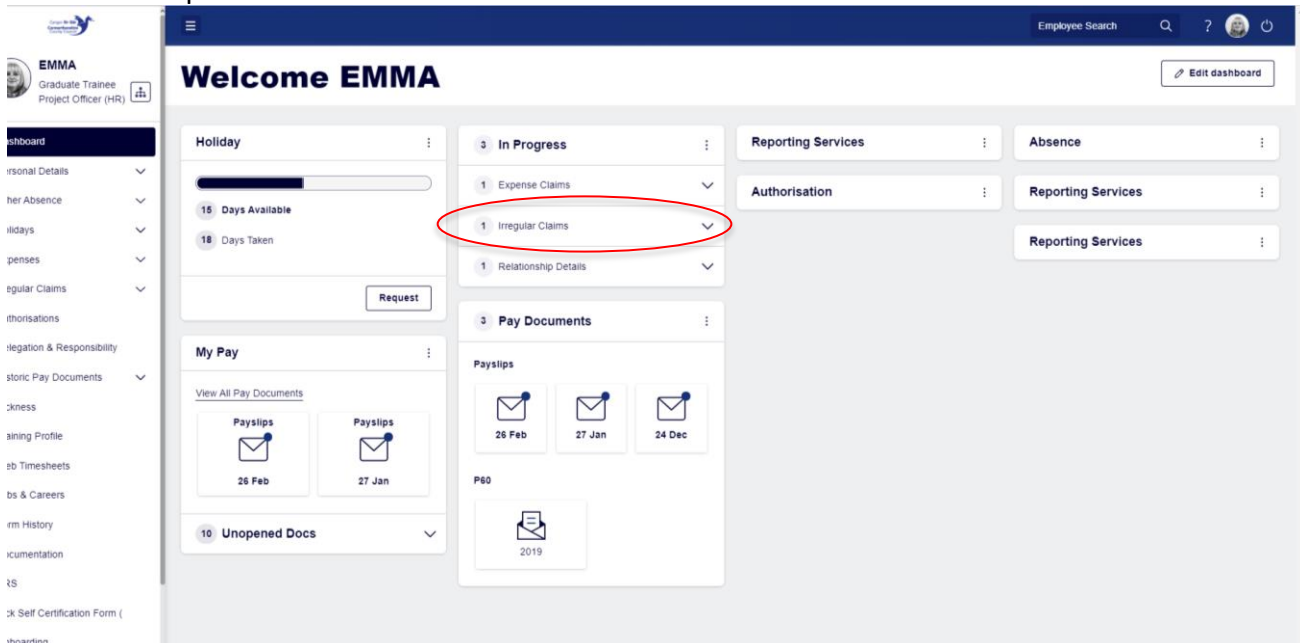 Employee Search
?
EMMA
Graduate Trainee
Project Officer (HR)
Welcome EMMA
Edit dashboard
ashboard
ersonal Details
her Absence
olidays
xpenses
regular Claims
uthorisations
elegation & Responsibility
storic Pay Documents
ckness
aining Profile
eb Timesheets
bs & Careers
rm History
ocumentation
RS
ck Self Certification Form (
Holiday
15 Days Available
18 Days Taken
Request
My Pay
View All Pay Documents
Payslips Payslips
26 Feb 27 Jan
10 Unopened Docs
3 In Progress
1 Expense Claims
1 Irregular Claims
1 Relationship Details
3 Pay Documents
Payslips
26 Feb 27 Jan 24 Dec
P60
2019
Reporting Services
Authorisation
Absence
Reporting Services
Reporting Services